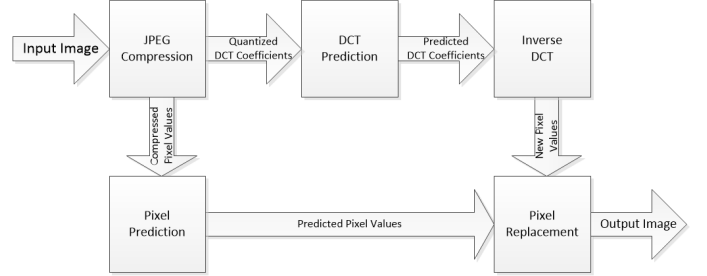 Input Image
JPEG
Compression
Quantized
DCT Coefficients
DCT
Prediction
Predicted
DCT Coefficients
Inverse
DCT
Compressed
Pixel Values
New Pixel
Values
Pixel
Prediction
Predicted Pixel Values
Pixel
Replacement
Output Image